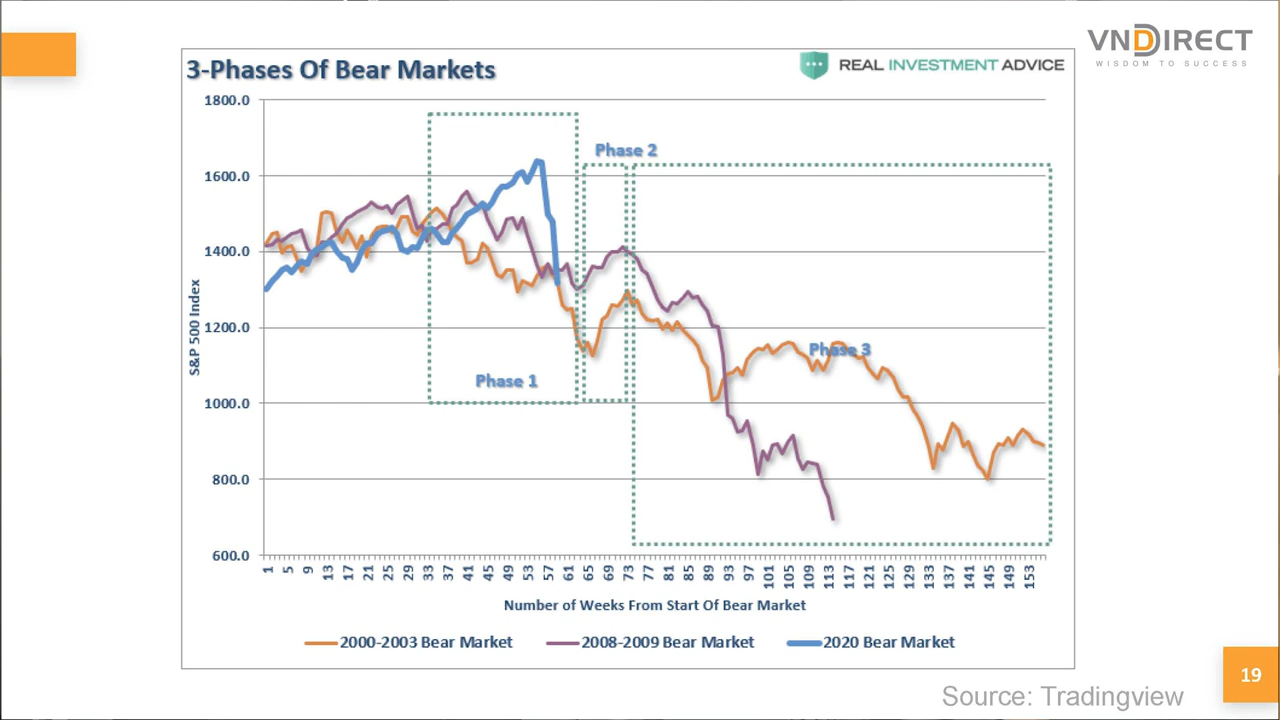 VNDIRECT
WISDOM TO SUCCESS
3-Phases Of Bear Markets
REAL INVESTMENT ADVICE
1800.0
1600.0
1400.0
1200.0
1000.0
800.0
600.0
S&P 500 Index
Phase 1
Phase 2
Phase 3
1 5 9 13 17 21 25 29 33 37 41 45 49 53 57 61 65 69 73 77 81 85 89 93 97 101 105 109 113 117 121 125 129 133 137 141 145 149 153
Number of Weeks From Start Of Bear Market
2000-2003 Bear Market 2008-2009 Bear Market 2020 Bear Market
19
Source: Tradingview